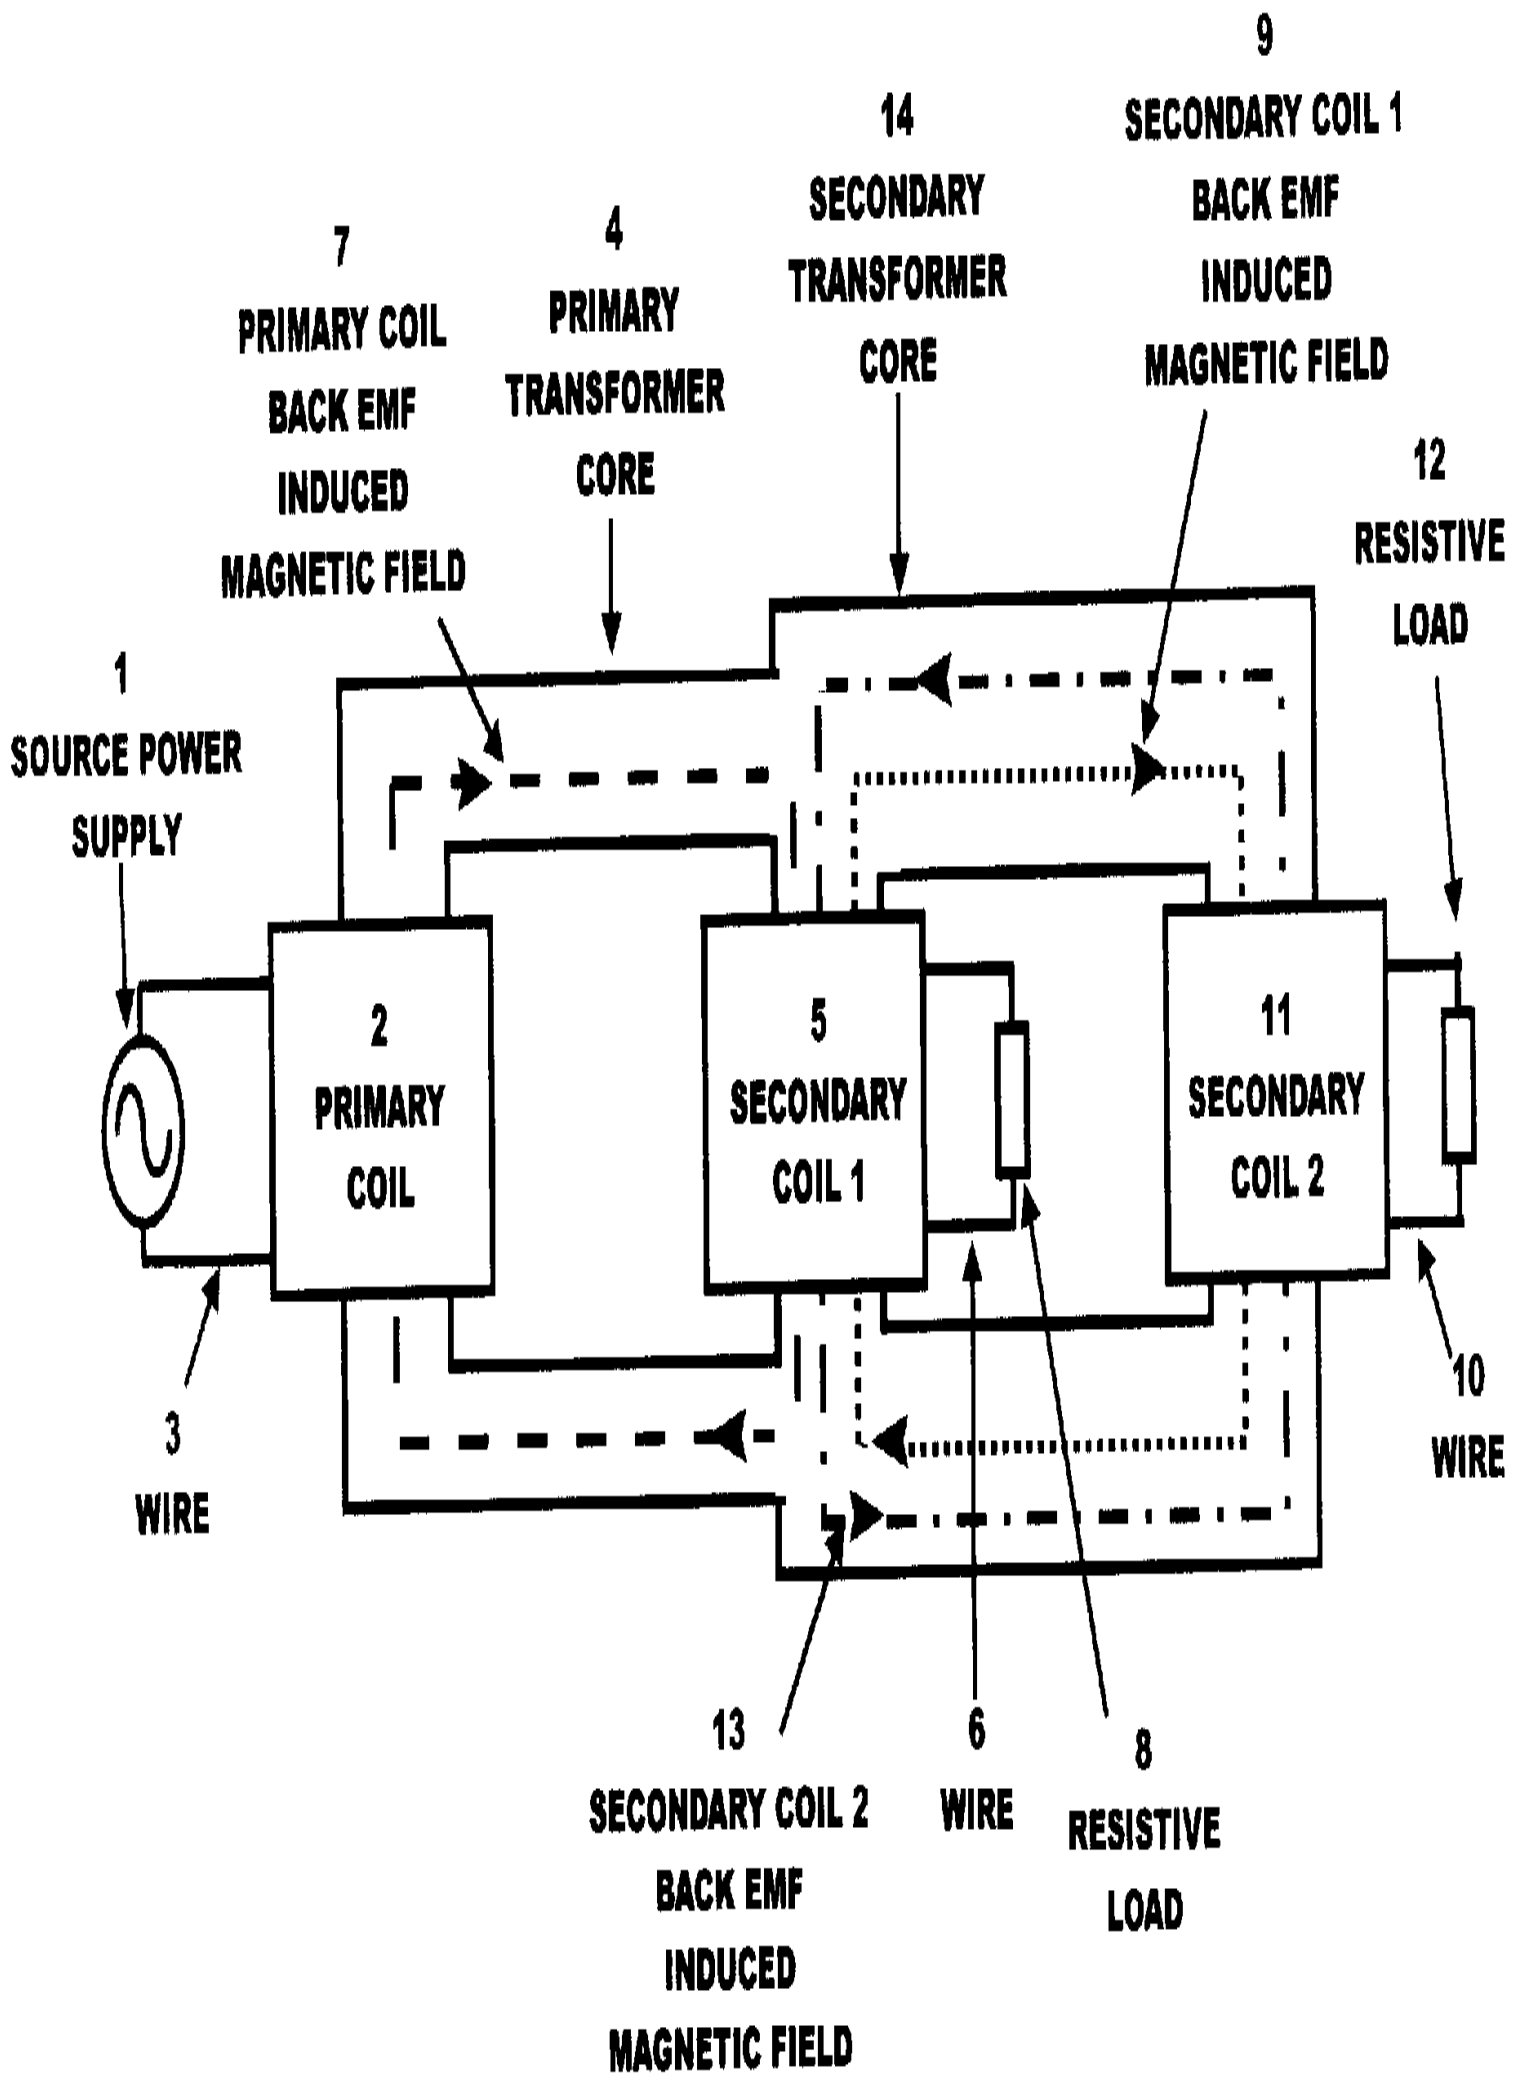 9
SECONDARY COIL 1
BACK EMF
INDUCED
MAGNETIC FIELD
14
SECONDARY
TRANSFORMER
CORE
4
PRIMARY
TRANSFORMER
CORE
7
PRIMARY COIL
BACK EMF
INDUCED
MAGNETIC FIELD
12
RESISTIVE
LOAD
1
SOURCE POWER
SUPPLY
2
PRIMARY
COIL
5
SECONDARY
COIL 1
11
SECONDARY
COIL 2
3
WIRE
10
WIRE
13
SECONDARY COIL 2
BACK EMF
INDUCED
MAGNETIC FIELD
6
WIRE
8
RESISTIVE
LOAD